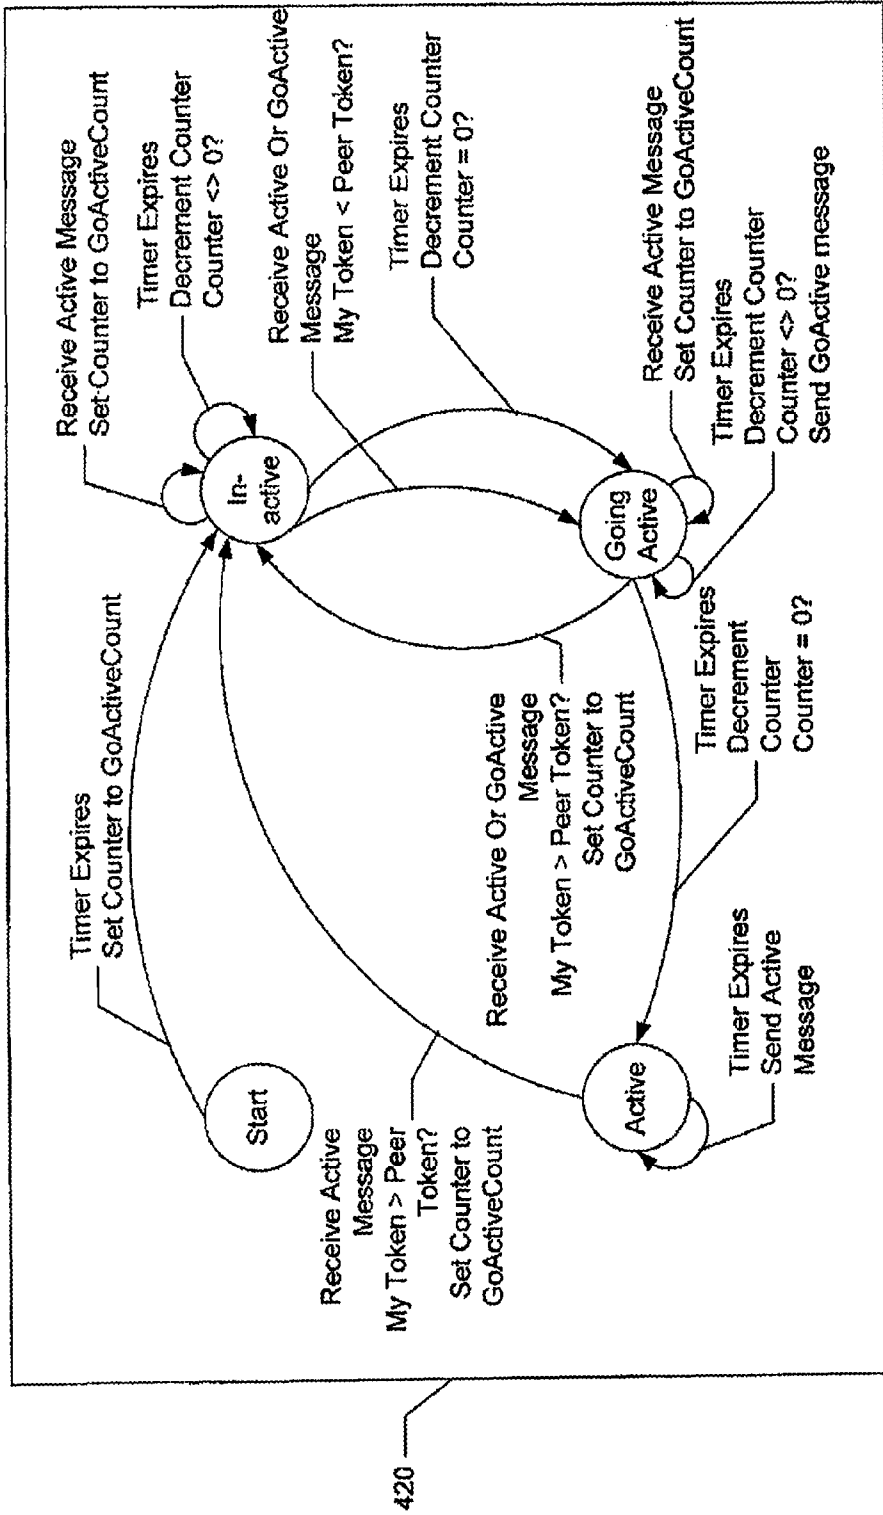 Timer Expires
Set Counter to GoActiveCount
Receive Active Message
Set Counter to GoActiveCount
Timer Expires
Decrement Counter
Counter <> 0?
Start
In-
active
Receive Active Or GoActive
Message
My Token < Peer Token?
Timer Expires
Decrement Counter
Counter = 0?
Receive Active
Message
My Token > Peer
Token?
Set Counter to
GoActiveCount
Receive Active Or GoActive
Message
My Token > Peer Token?
Set Counter to
GoActiveCount
Active
Going
Active
Receive Active Message
Set Counter to GoActiveCount
Timer Expires
Decrement Counter
Counter <> 0?
Send GoActive message
Timer Expires
Decrement
Counter
Counter = 0?
Timer Expires
Send Active
Message
420